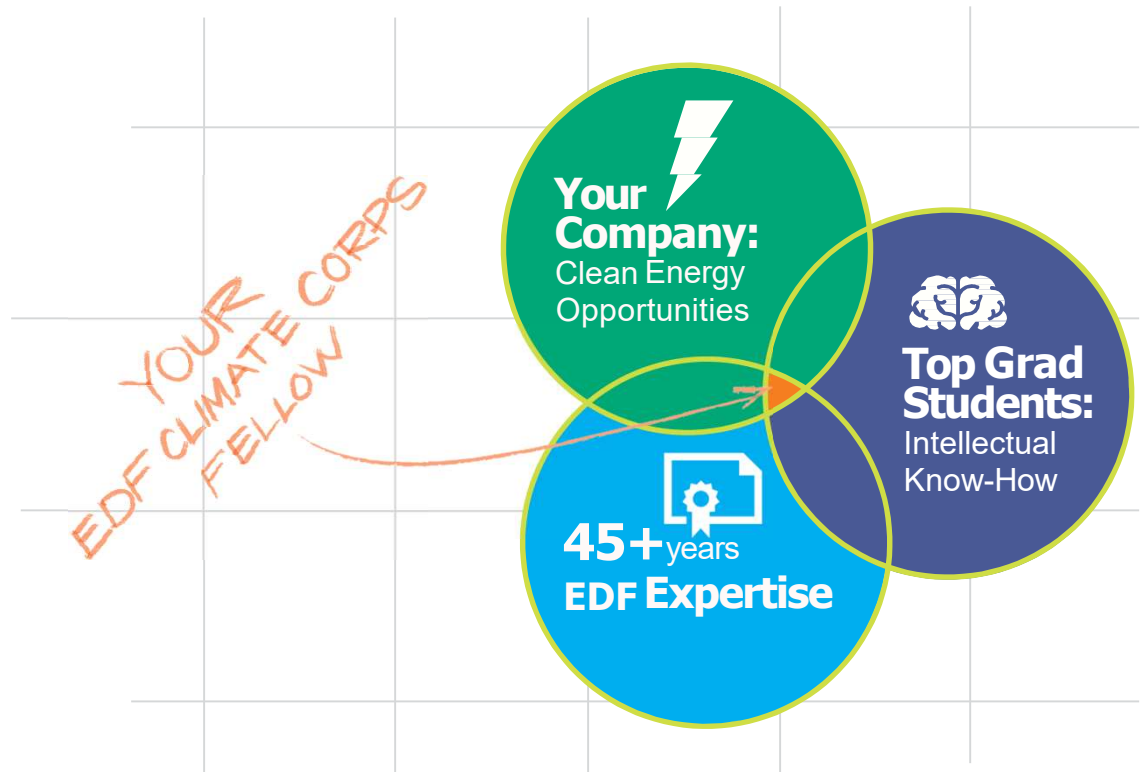 YOUR
EDF CLIMATE CORPS
FELLOW
Your
Company:
Clean Energy
Opportunities
Top Grad
Students:
Intellectual
Know-How
45+years
EDF Expertise